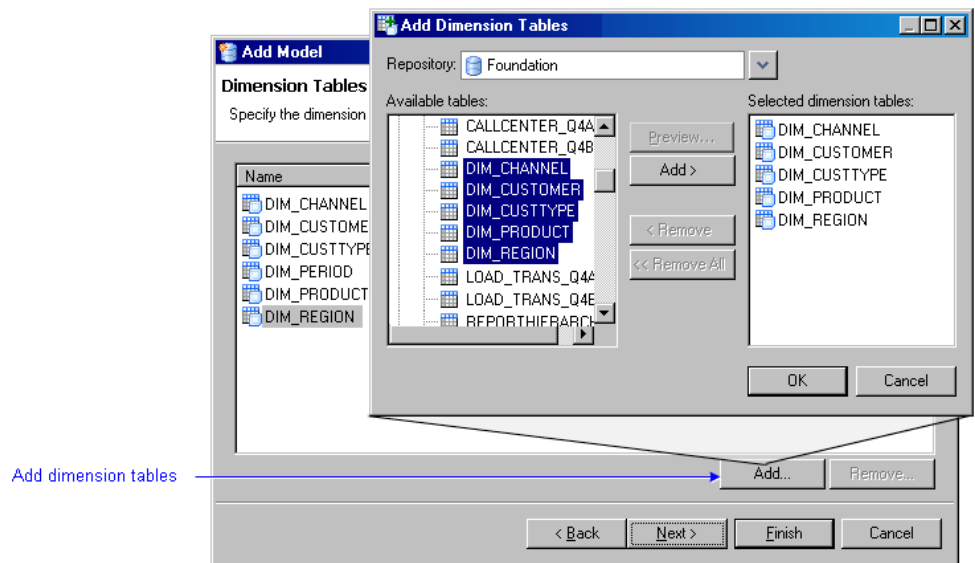 Add Model
Dimension Tables
Specify the dimension
Name
DIM_CHANNEL
DIM_CUSTOME
DIM_CUSTTYPE
DIM_PERIOD
DIM_PRODUCT
DIM_REGION
Add Dimension Tables
Repository: Foundation
Available tables:
CALLCENTER_Q4A
CALLCENTER_Q4B
DIM_CHANNEL
DIM_CUSTOMER
DIM_CUSTTYPE
DIM_PRODUCT
DIM_REGION
LOAD_TRANS_Q4A
LOAD_TRANS_Q4B
REPORTHIERARCH
Preview...
Add >
< Remove
<< Remove All
Selected dimension tables:
DIM_CHANNEL
DIM_CUSTOMER
DIM_CUSTTYPE
DIM_PRODUCT
DIM_REGION
OK
Cancel
Add dimension tables
Add...
Remove...
< Back
Next >
Finish
Cancel